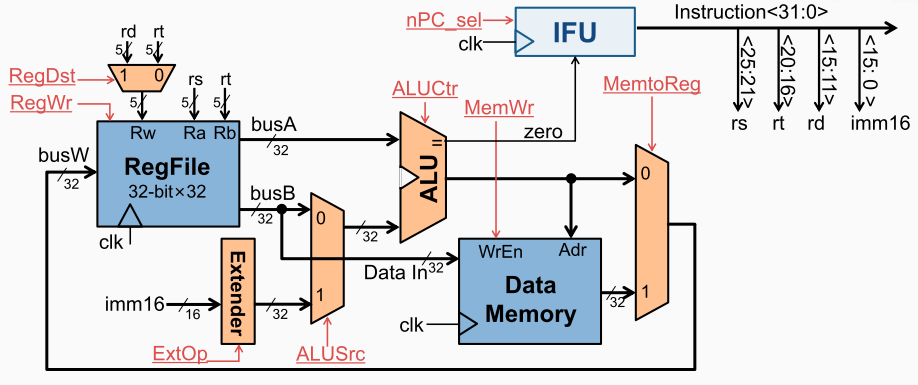 nPC_sel
clk
IFU
Instruction<31:0>
<25:21>
<20:16>
<15:11>
<15: 0 >
rs
rt
rd
imm16
rd
rt
5
5
RegDst
1
0
RegWr
5
rs
rt
5
5
Rw
Ra
Rb
RegFile
32-bit×32
clk
busW
32
busA
32
busB
32
ALUCtr
MemWr
MemtoReg
=
zero
ALU
0
1
32
ALUSrc
Extender
imm16
16
32
ExtOp
Data In
32
WrEn
Adr
Data
Memory
clk
32
0
1